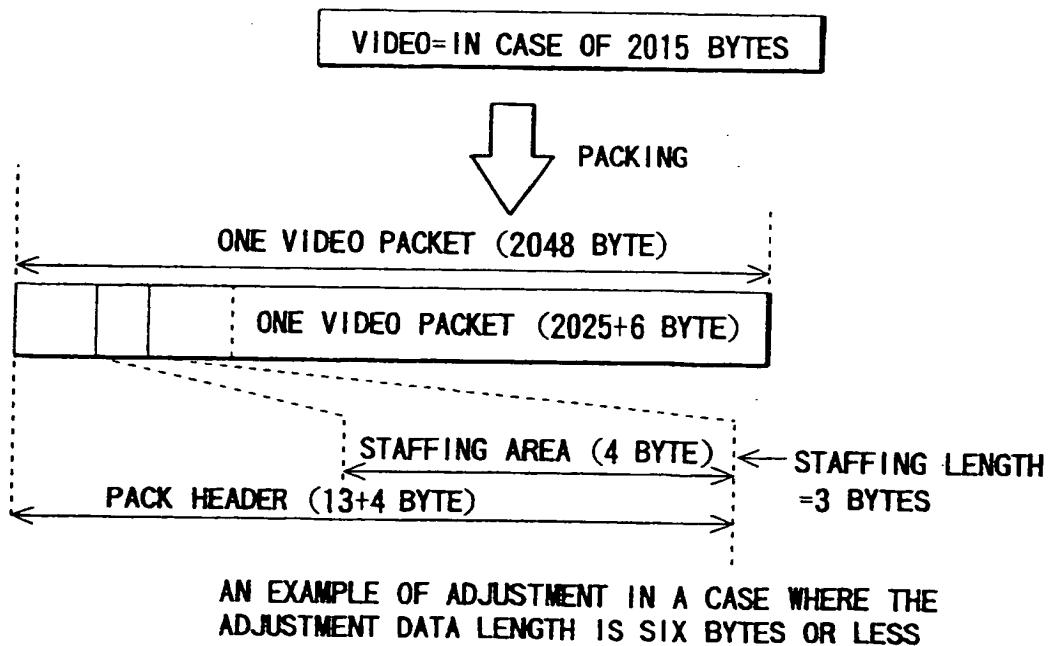 VIDEO=IN CASE OF 2015 BYTES
PACKING
ONE VIDEO PACKET (2048 BYTE)
ONE VIDEO PACKET (2025+6 BYTE)
STAFFING AREA (4 BYTE)
STAFFING LENGTH
=3 BYTES
PACK HEADER (13+4 BYTE)
AN EXAMPLE OF ADJUSTMENT IN A CASE WHERE THE
ADJUSTMENT DATA LENGTH IS SIX BYTES OR LESS